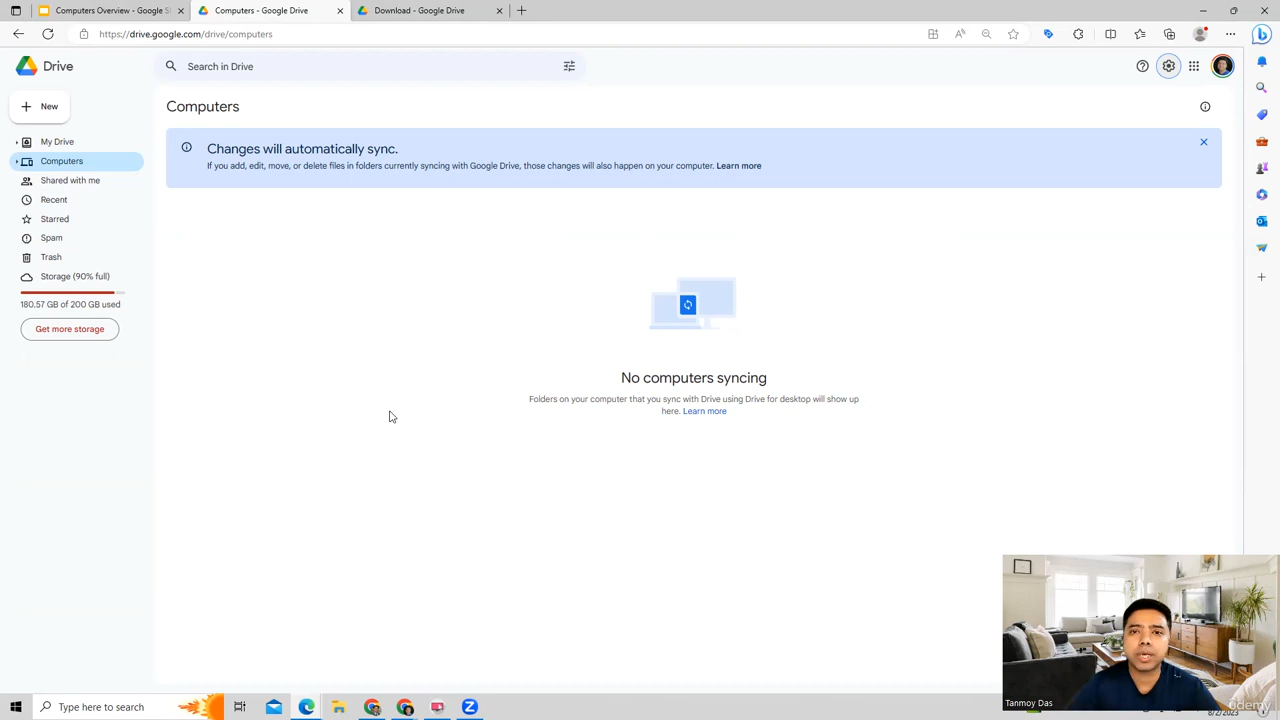 Computers Overview - Google Sl
Computers - Google Drive
Download - Google Drive
https://drive.google.com/drive/computers
Drive
Search in Drive
New
Computers
My Drive
Changes will automatically sync.
Computers
If you add, edit, move, or delete files in folders currently syncing with Google Drive, those changes will also happen on your computer. Learn more
Shared with me
Recent
Starred
Spam
Trash
Storage (90% full)
180.57 GB of 200 GB used
Get more storage
No computers syncing
Folders on your computer that you sync with Drive using Drive for desktop will show up
here. Learn more
Tanmoy Das
ûdemy
Type here to search
8/2/2023